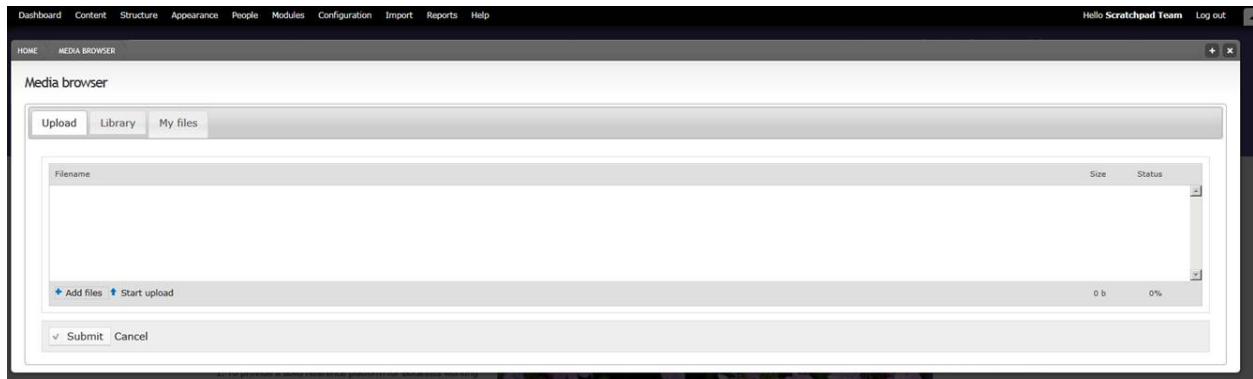 Dashboard Content Structure Appearance People Modules Configuration Import Reports Help Hello Scratchpad Team Log out
HOME MEDIA BROWSER
Media browser
Upload Library My files
Filename Size Status
Add files Start upload 0 b 0%
Submit Cancel